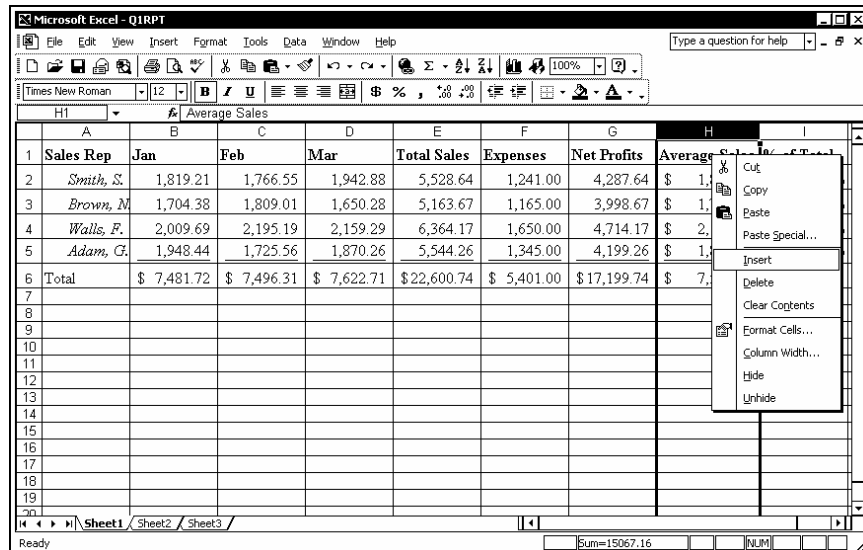 Microsoft Excel - Q1RPT
File Edit View Insert Format Tools Data Window Help Type a question for help
100%
Times New Roman 12 B I U $ % ,
H1 fx Average Sales
A B C D E F G H I
1 Sales Rep Jan Feb Mar Total Sales Expenses Net Profits Average
2 Smith, S. 1,819.21 1,766.55 1,942.88 5,528.64 1,241.00 4,287.64 $
3 Brown, N. 1,704.38 1,809.01 1,650.28 5,163.67 1,165.00 3,998.67 $
4 Walls, F. 2,009.69 2,195.19 2,159.29 6,364.17 1,650.00 4,714.17 $
5 Adam, G. 1,948.44 1,725.56 1,870.26 5,544.26 1,345.00 4,199.26 $
6 Total $ 7,481.72 $ 7,496.31 $ 7,622.71 $22,600.74 $ 5,401.00 $17,199.74 $
7
8
9
10
11
12
13
14
15
16
17
18
19
20
Cut
Copy
Paste
Paste Special...
Insert
Delete
Clear Contents
Format Cells...
Column Width...
Hide
Unhide
Sheet1 Sheet2 Sheet3
Ready Sum=15067.16 NUM